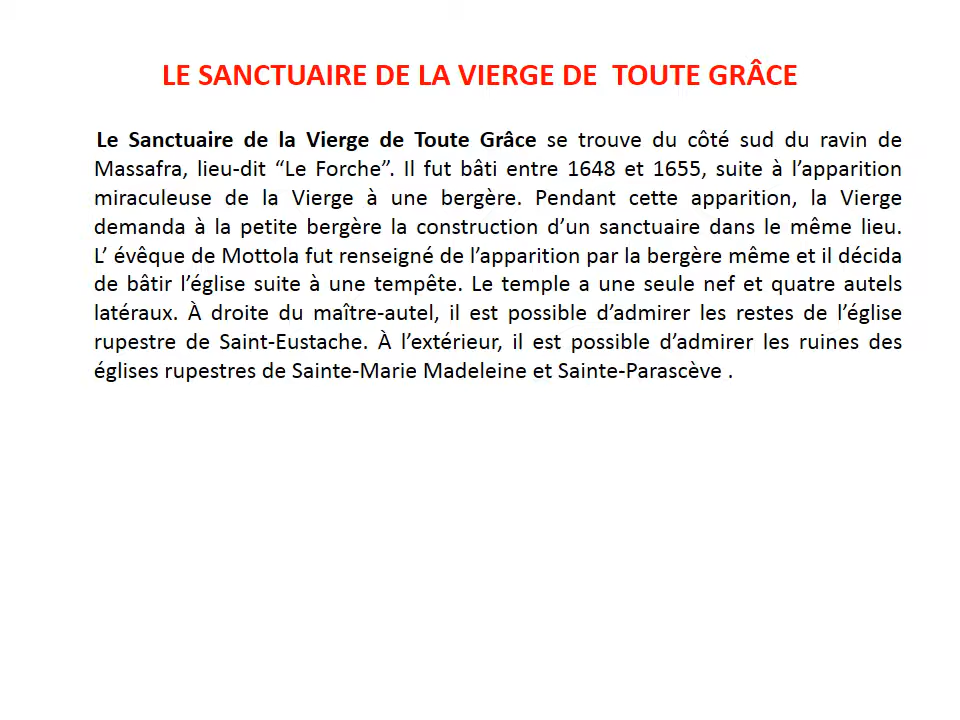 LE SANCTUAIRE DE LA VIERGE DE  TOUTE GRÂCE
Le Sanctuaire de la Vierge de Toute Grâce se trouve du côté sud du ravin de
Massafra, lieu-dit “Le Forche”. Il fut bâti entre 1648 et 1655, suite à l’apparition
miraculeuse de la Vierge à une bergère. Pendant cette apparition, la Vierge
demanda à la petite bergère la construction d’un sanctuaire dans le même lieu.
L’ évêque de Mottola fut renseigné de l’apparition par la bergère même et il décida
de bâtir l’église suite à une tempête. Le temple a une seule nef et quatre autels
latéraux. À droite du maître-autel, il est possible d’admirer les restes de l’église
rupestre de Saint-Eustache. À l’extérieur, il est possible d’admirer les ruines des
églises rupestres de Sainte-Marie Madeleine et Sainte-Parascève .